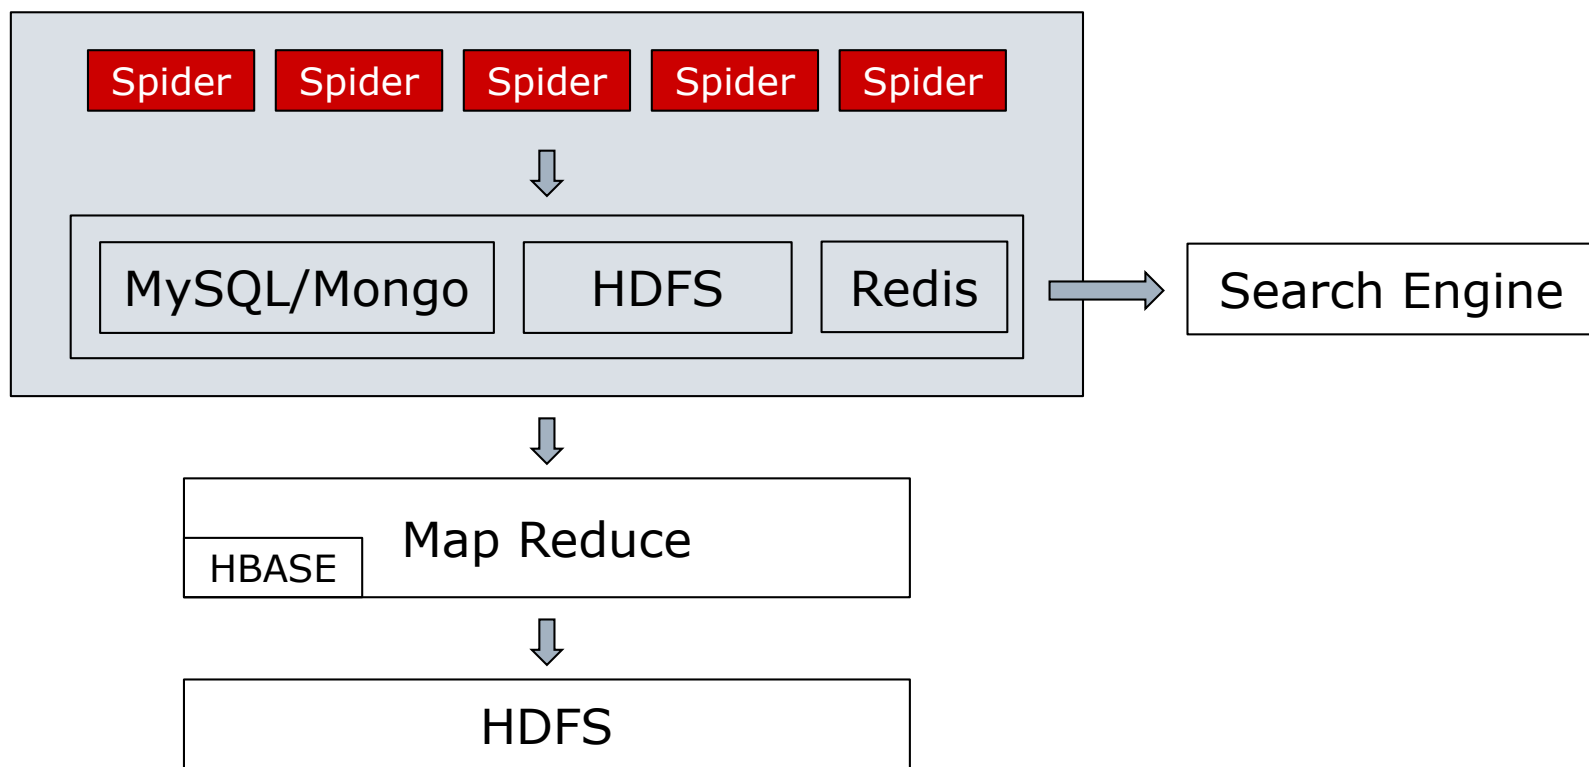 Spider Spider Spider Spider Spider
MySQL/Mongo HDFS Redis
Search Engine
Map Reduce
HBASE
HDFS